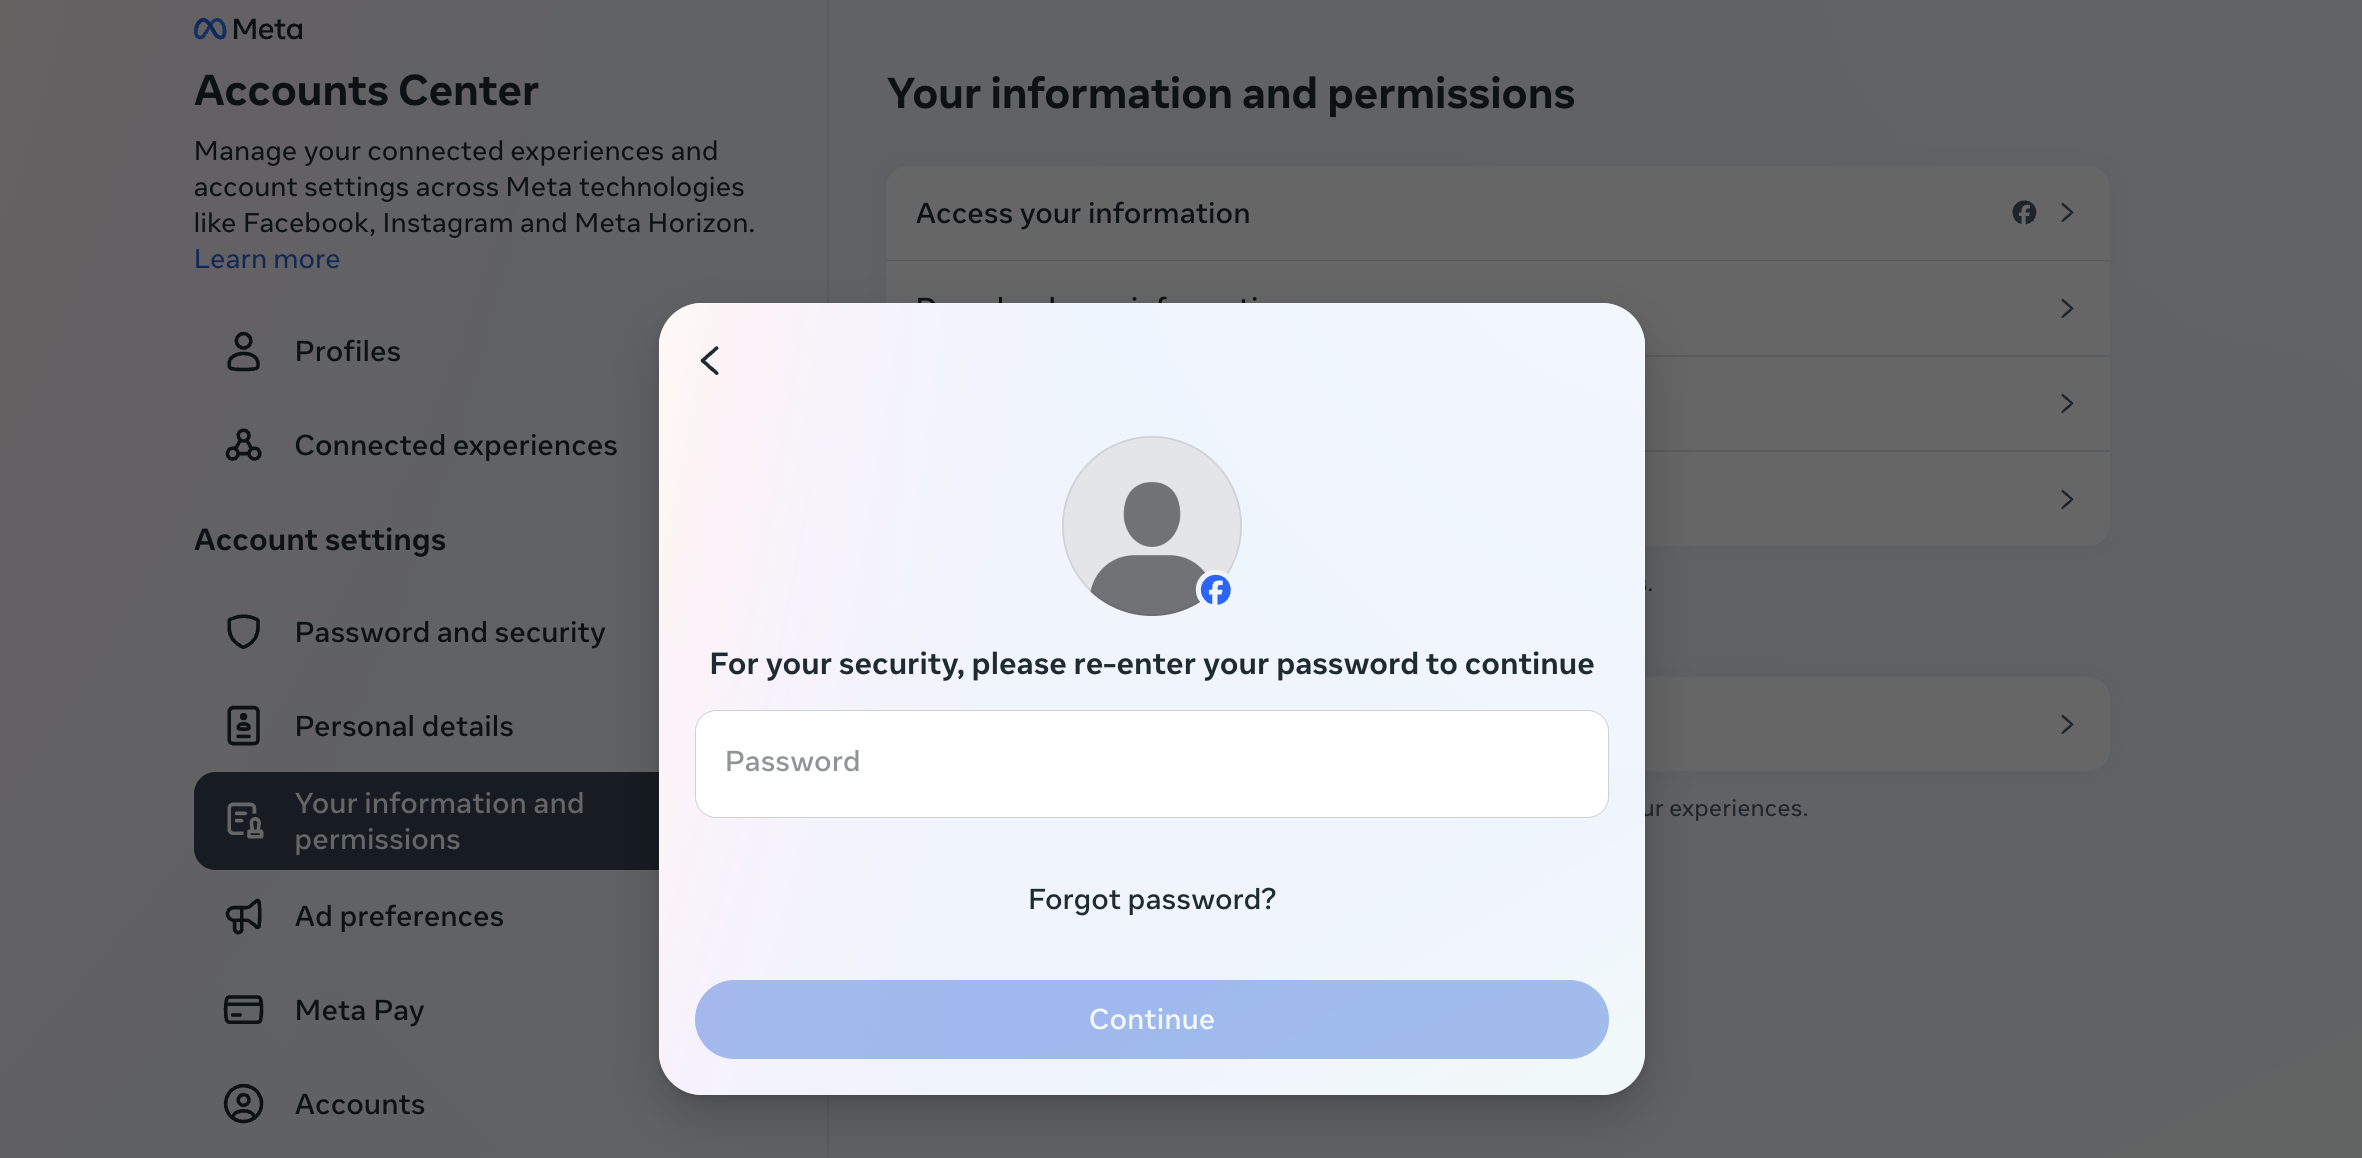 Meta
Accounts Center
Manage your connected experiences and
account settings across Meta technologies
like Facebook, Instagram and Meta Horizon.
Learn more
Profiles
Connected experiences
Account settings
Password and security
Personal details
Your information and
permissions
Ad preferences
Meta Pay
Accounts
Your information and permissions
Access your information
For your security, please re-enter your password to continue
Password
Forgot password?
Continue
experiences.